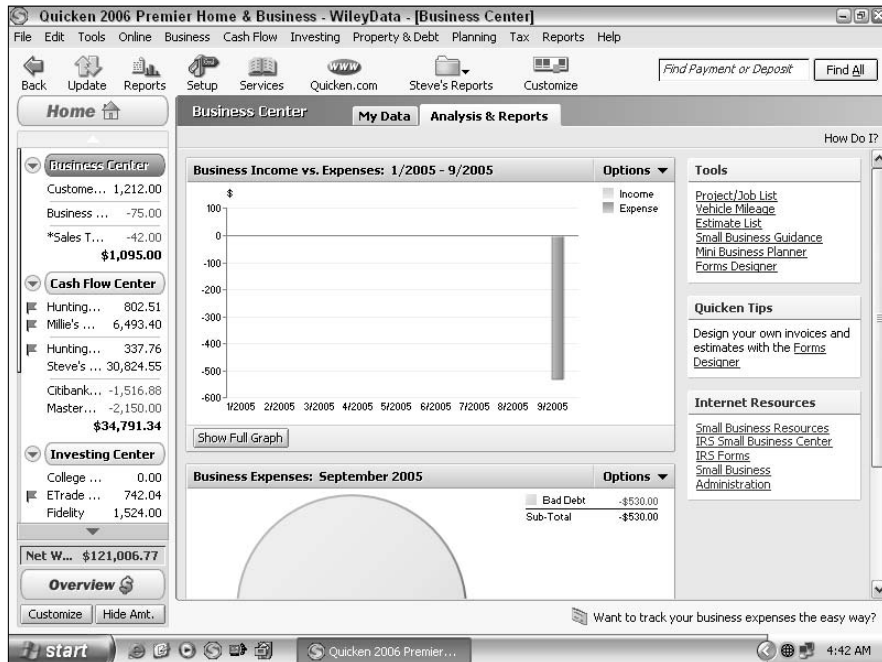 Quicken 2006 Premier Home & Business - WileyData - [Business Center]
File Edit Tools Online Business Cash Flow Investing Property & Debt Planning Tax Reports Help
Back Update Reports Setup Services Quicken.com Steve's Reports Customize
www
Find Payment or Deposit Find All
Home
Business Center
Custome... 1,212.00
Business ... -75.00
*Sales T... -42.00
$1,095.00
Cash Flow Center
Hunting... 802.51
Millie's ... 6,493.40
Hunting... 337.76
Steve's ... 30,824.55
Citibank... -1,516.88
Master... -2,150.00
$34,791.34
Investing Center
College ... 0.00
ETrade ... 742.04
Fidelity 1,524.00
Net W... $121,006.77
Overview
Customize Hide Amt.
Business Center My Data Analysis & Reports
How Do I?
Business Income vs. Expenses: 1/2005 - 9/2005 Options
$
Income
Expense
100
0
-100
-200
-300
-400
-500
-600
1/2005 2/2005 3/2005 4/2005 5/2005 6/2005 7/2005 8/2005 9/2005
Show Full Graph
Business Expenses: September 2005 Options
Bad Debt -$530.00
Sub-Total -$530.00
Tools
Project/Job List
Vehicle Mileage
Estimate List
Small Business Guidance
Mini Business Planner
Forms Designer
Quicken Tips
Design your own invoices and
estimates with the Forms
Designer
Internet Resources
Small Business Resources
IRS Small Business Center
IRS Forms
Small Business
Administration
Want to track your business expenses the easy way?
start Quicken 2006 Premier... 4:42 AM